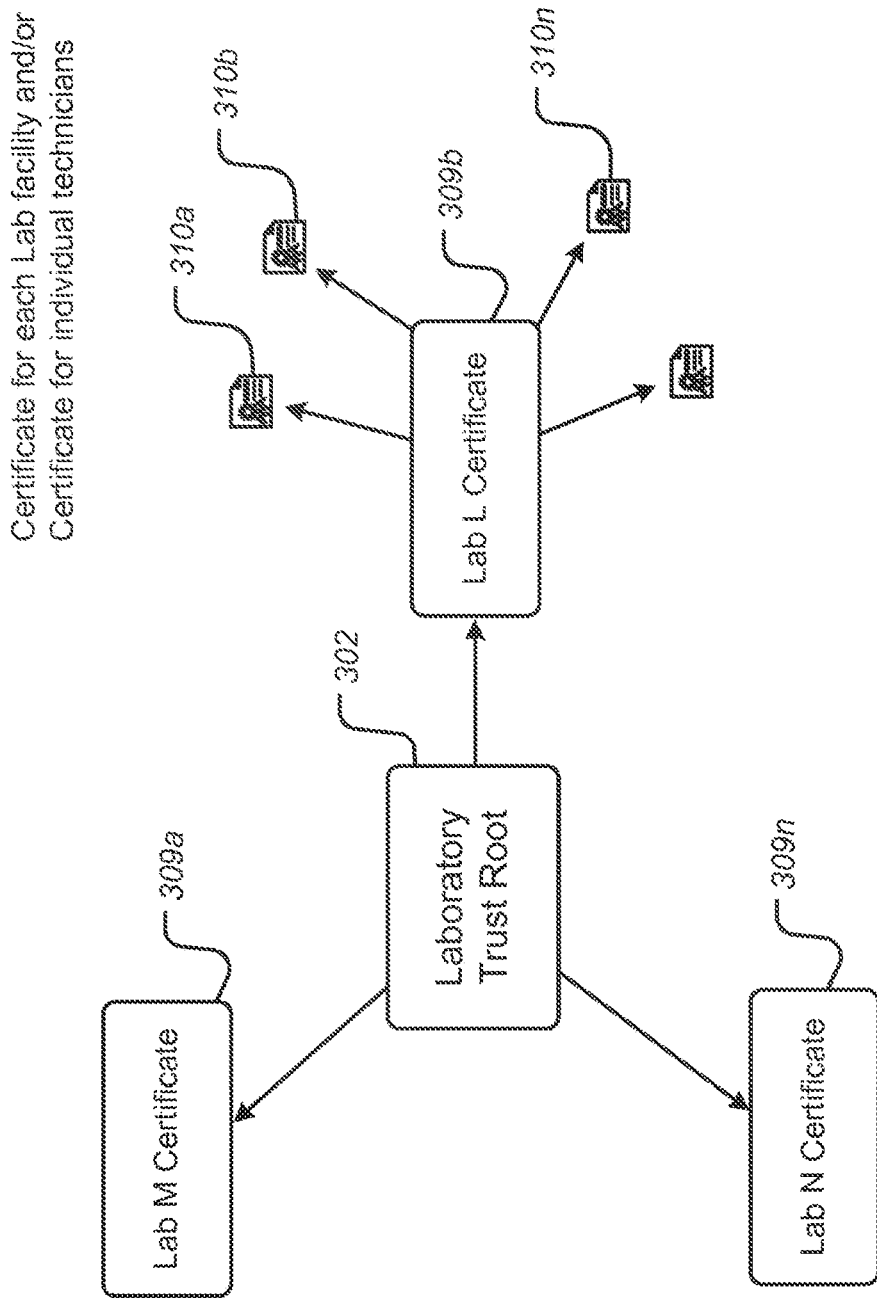 Certificate for each Lab facility and/or
Certificate for individual technicians
309a
Lab M Certificate
302
Laboratory
Trust Root
309n
Lab N Certificate
310a
310b
309b
310n
Lab L Certificate